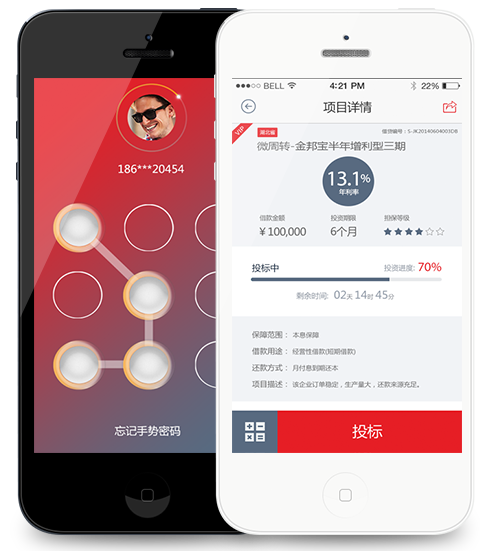 186***20454
忘记手势密码
BELL 4:21 PM 22%
项目详情
VIP
湖北省
借贷编号：S-JK20140604003DB
微周转-金邦宝半年增利型三期
13.1%
年利率
借款金额 投资期限 担保等级
¥100,000 6个月
投标中 投资进度: 70%
剩余时间: 02天 14时 45分
保障范围： 本息保障
借款用途： 经营性借款(短期借款)
还款方式： 月付息到期还本
项目描述： 该企业订单稳定，生产量大，还款来源充足。
投标